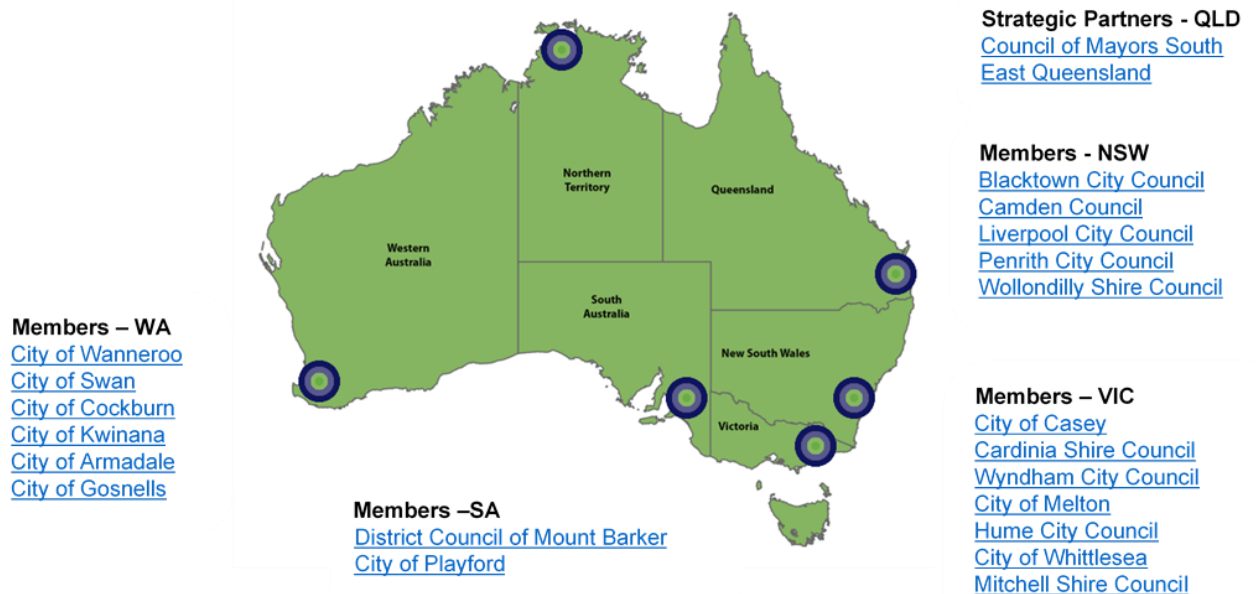 Strategic Partners - QLD
Council of Mayors South
East Queensland
Members - NSW
Blacktown City Council
Camden Council
Liverpool City Council
Penrith City Council
Wollondilly Shire Council
Northern
Territory
Queensland
Western
Australia
South
Australia
New South Wales
Victoria
Members – WA
City of Wanneroo
City of Swan
City of Cockburn
City of Kwinana
City of Armadale
City of Gosnells
Members – VIC
City of Casey
Cardinia Shire Council
Wyndham City Council
City of Melton
Hume City Council
City of Whittlesea
Mitchell Shire Council
Members –SA
District Council of Mount Barker
City of Playford